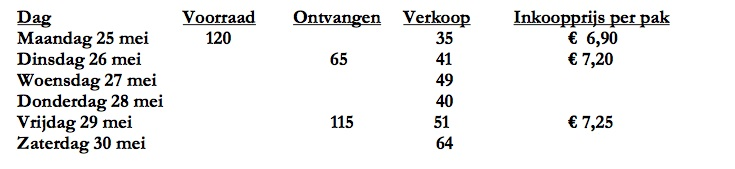 Dag Voorraad Ontvangen Verkoop Inkoopprijs per pak
Maandag 25 mei 120 35 € 6,90
Dinsdag 26 mei 65 41 € 7,20
Woensdag 27 mei 49
Donderdag 28 mei 40
Vrijdag 29 mei 115 51 € 7,25
Zaterdag 30 mei 64